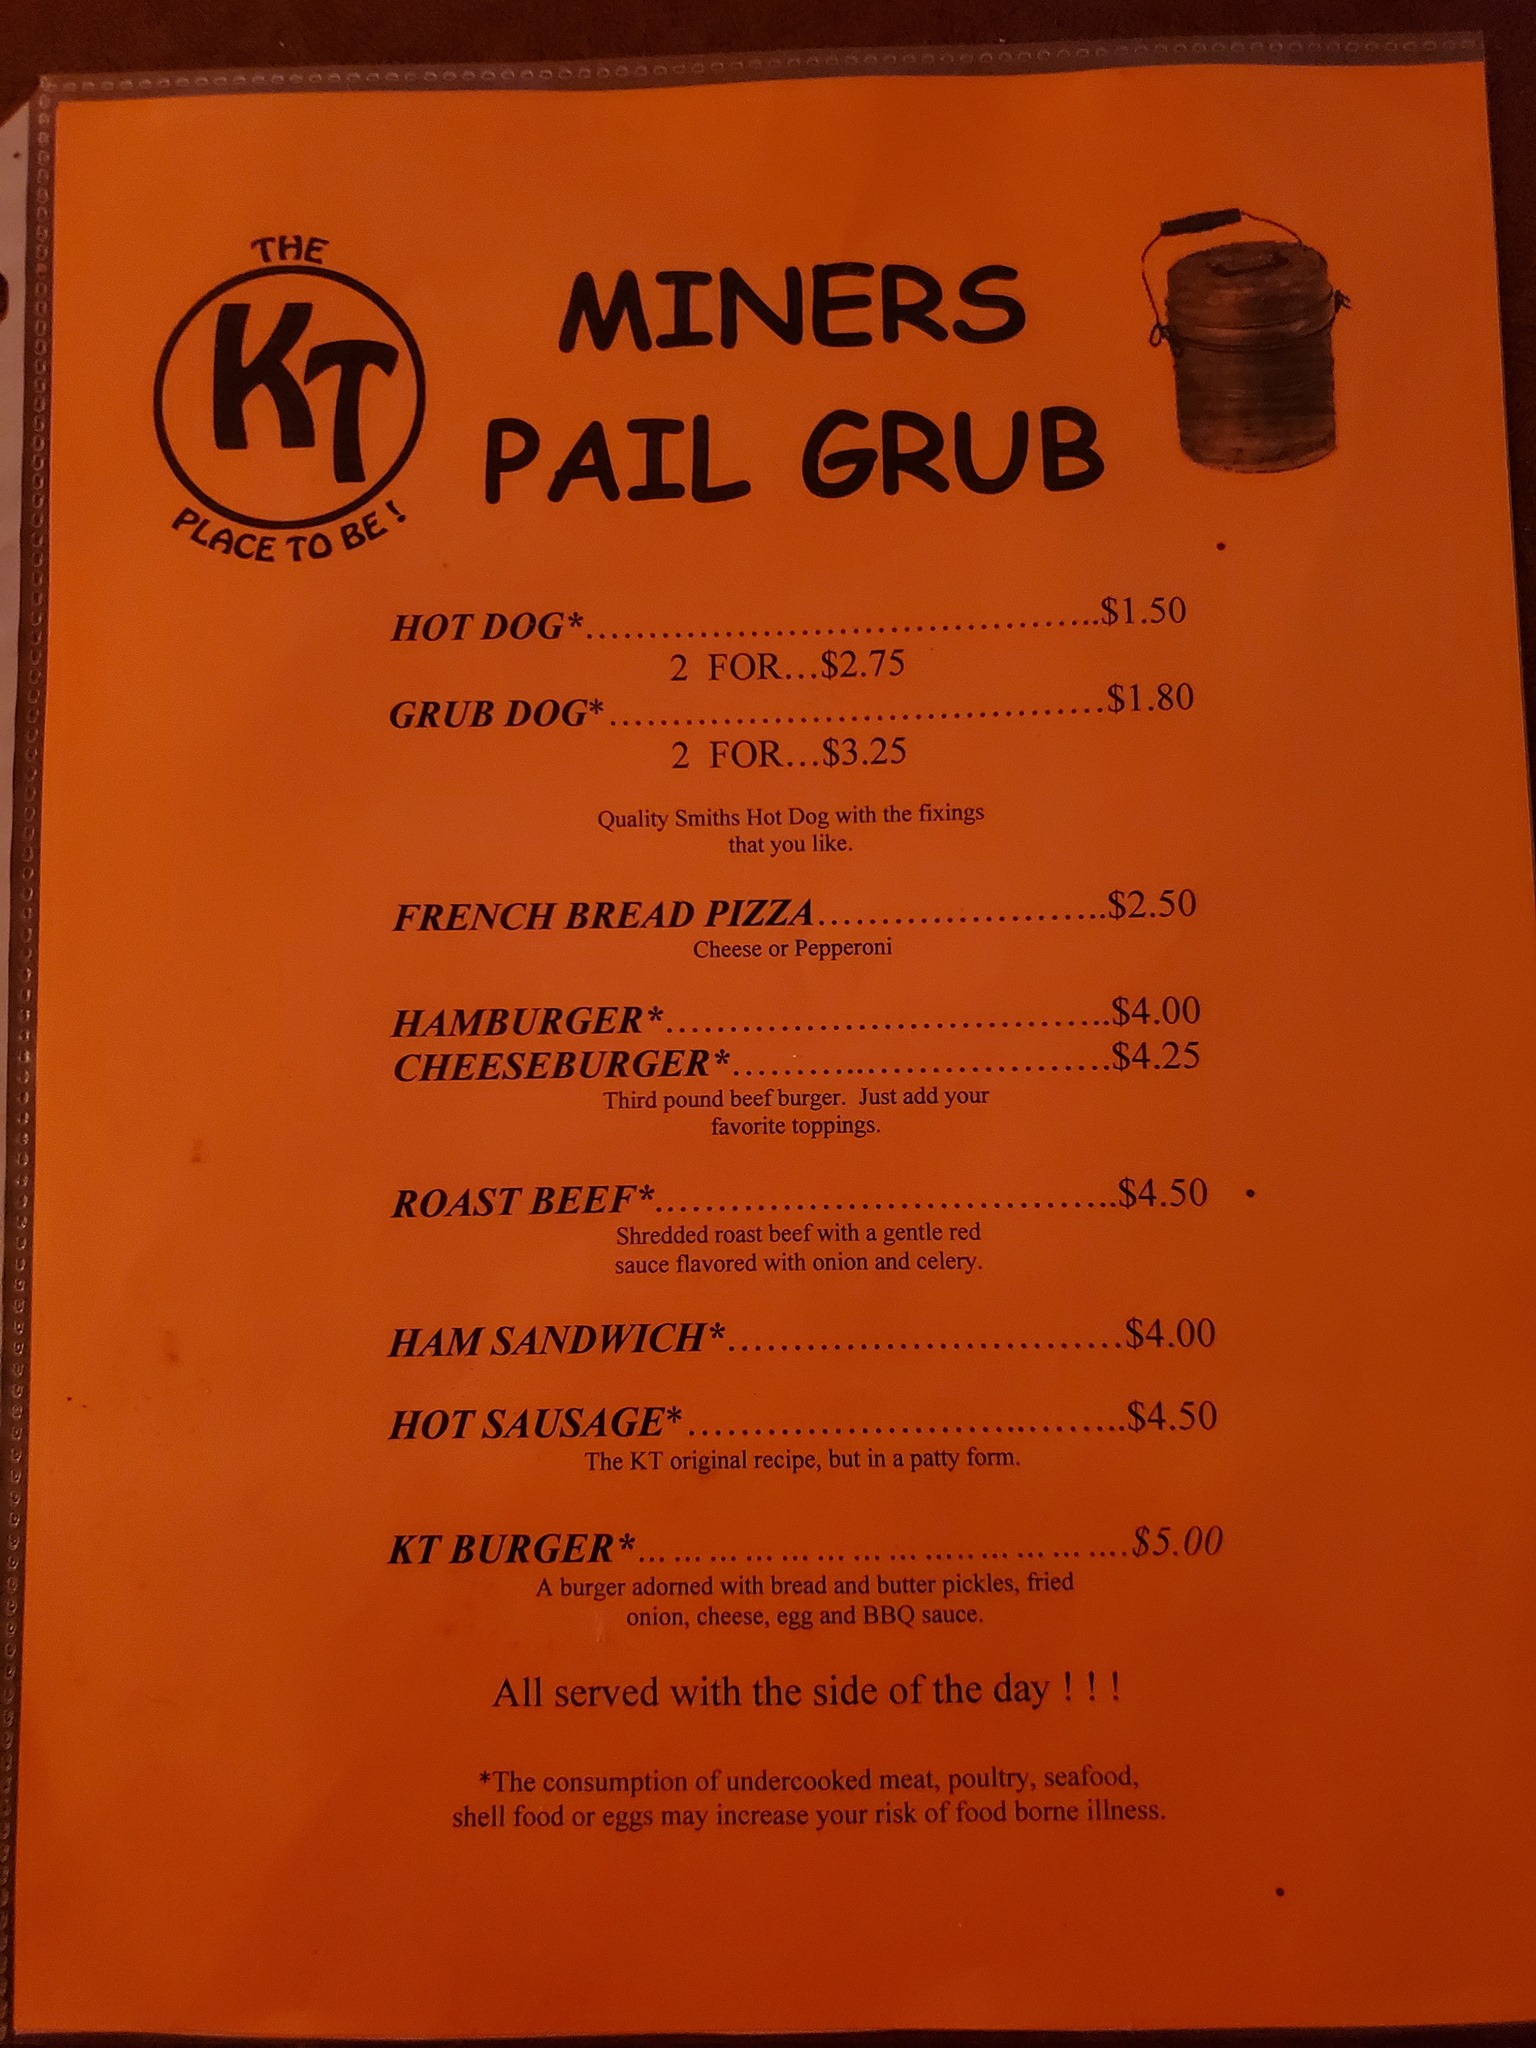 THE
KT
PLACE TO BE!
MINERS
PAIL GRUB
HOT DOG*.............................................$1.50
2 FOR...$2.75
GRUB DOG*..........................................$1.80
2 FOR...$3.25
Quality Smiths Hot Dog with the fixings
that you like.
FRENCH BREAD PIZZA..........................$2.50
Cheese or Pepperoni
HAMBURGER*.......................................$4.00
CHEESEBURGER*.................................$4.25
Third pound beef burger. Just add your
favorite toppings.
ROAST BEEF*........................................$4.50
Shredded roast beef with a gentle red
sauce flavored with onion and celery.
HAM SANDWICH*..................................$4.00
HOT SAUSAGE*......................................$4.50
The KT original recipe, but in a patty form.
KT BURGER*... ... ... ... ... ... ... ... ...... ... ... ....$5.00
A burger adorned with bread and butter pickles, fried
onion, cheese, egg and BBQ sauce.
All served with the side of the day ! ! !
*The consumption of undercooked meat, poultry, seafood,
shell food or eggs may increase your risk of food borne illness.